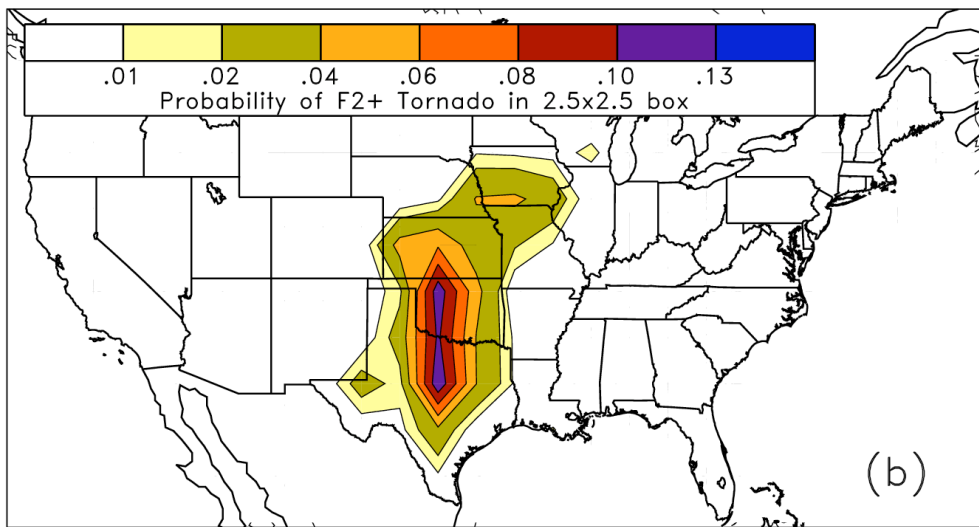 .01 .02 .04 .06 .08 .10 .13
Probability of F2+ Tornado in 2.5x2.5 box
(b)